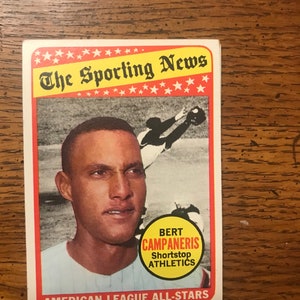 The Sporting News
BERT
CAMPANERIS
Shortstop
ATHLETICS
AMERICAN LEAGUE ALL-STARS